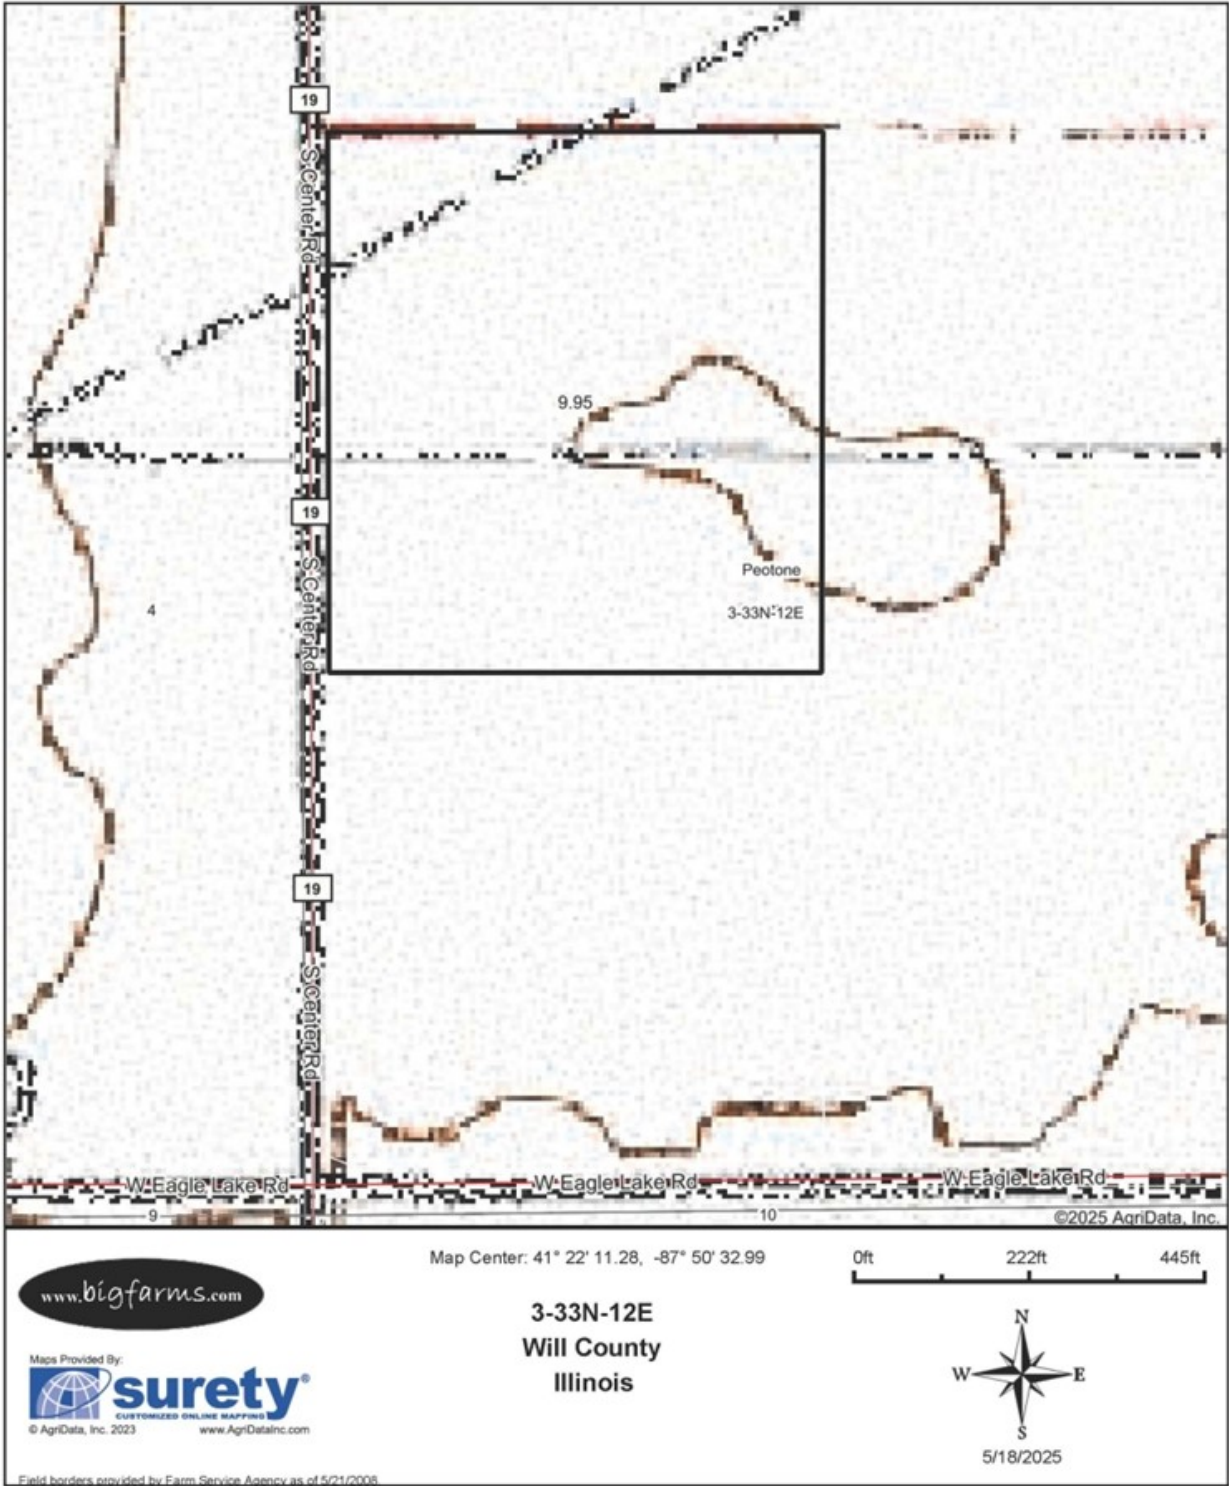 19
S Center Rd
9.95
19
S Center Rd
Peotone
3-33N-12E
4
19
S Center Rd
W Eagle Lake Rd
W Eagle Lake Rd
W Eagle Lake Rd
9
10
©2025 AgriData, Inc.
Map Center: 41° 22' 11.28, -87° 50' 32.99
0ft 222ft 445ft
www.bigfarms.com
3-33N-12E
Will County
Illinois
N
W E
S
5/18/2025
Maps Provided By:
surety®
CUSTOMIZED ONLINE MAPPING
© AgriData, Inc. 2023 www.AgriDataInc.com
Field borders provided by Farm Service Agency as of 5/21/2008.